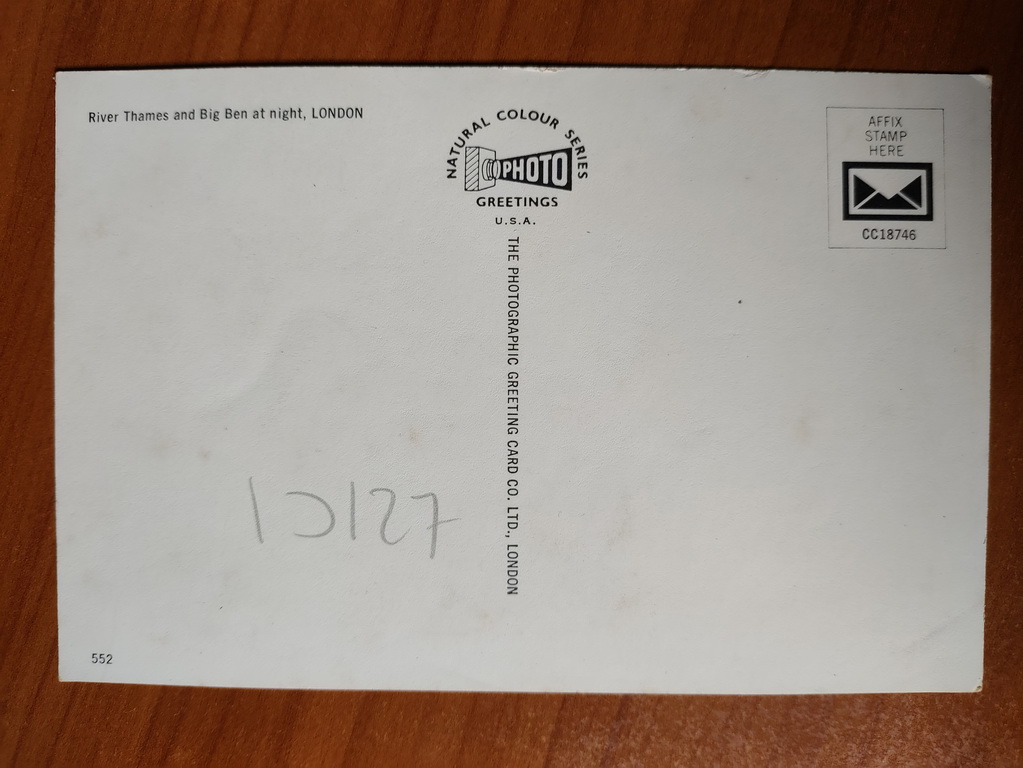 River Thames and Big Ben at night, LONDON
NATURAL COLOUR SERIES
PHOTO
GREETINGS
U.S.A.
THE PHOTOGRAPHIC GREETING CARD CO. LTD., LONDON
AFFIX
STAMP
HERE
CC18746
552